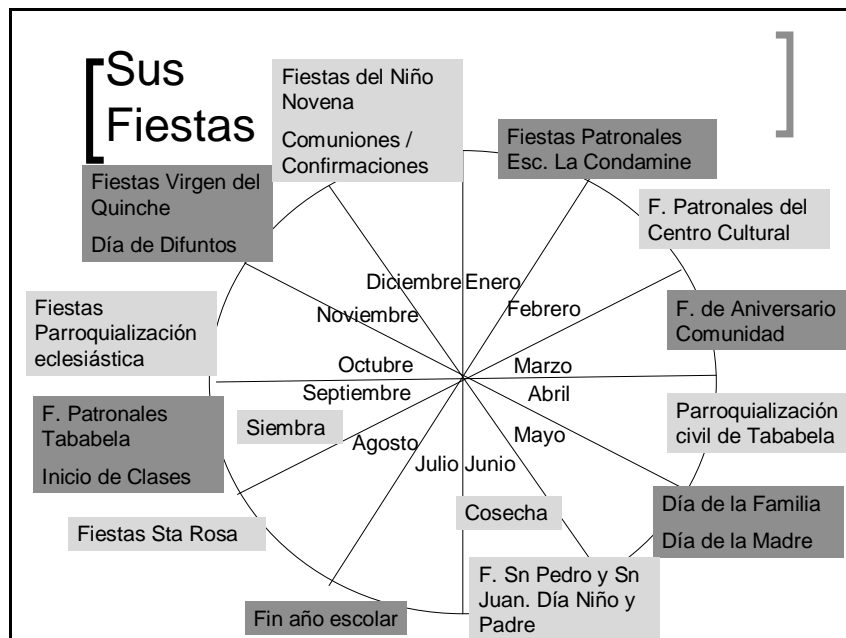 Sus
Fiestas
Fiestas del Niño
Novena
Comuniones /
Confirmaciones
Fiestas Patronales
Esc. La Condamine
Fiestas Virgen del
Quinche
Día de Difuntos
F. Patronales del
Centro Cultural
Diciembre
Enero
Noviembre
Febrero
Fiestas
Parroquialización
eclesiástica
F. de Aniversario
Comunidad
Octubre
Marzo
Septiembre
Abril
F. Patronales
Tababela
Inicio de Clases
Siembra
Agosto
Mayo
Parroquialización
civil de Tababela
Julio
Junio
Cosecha
Día de la Familia
Día de la Madre
Fiestas Sta Rosa
F. Sn Pedro y Sn
Juan. Día Niño y
Padre
Fin año escolar